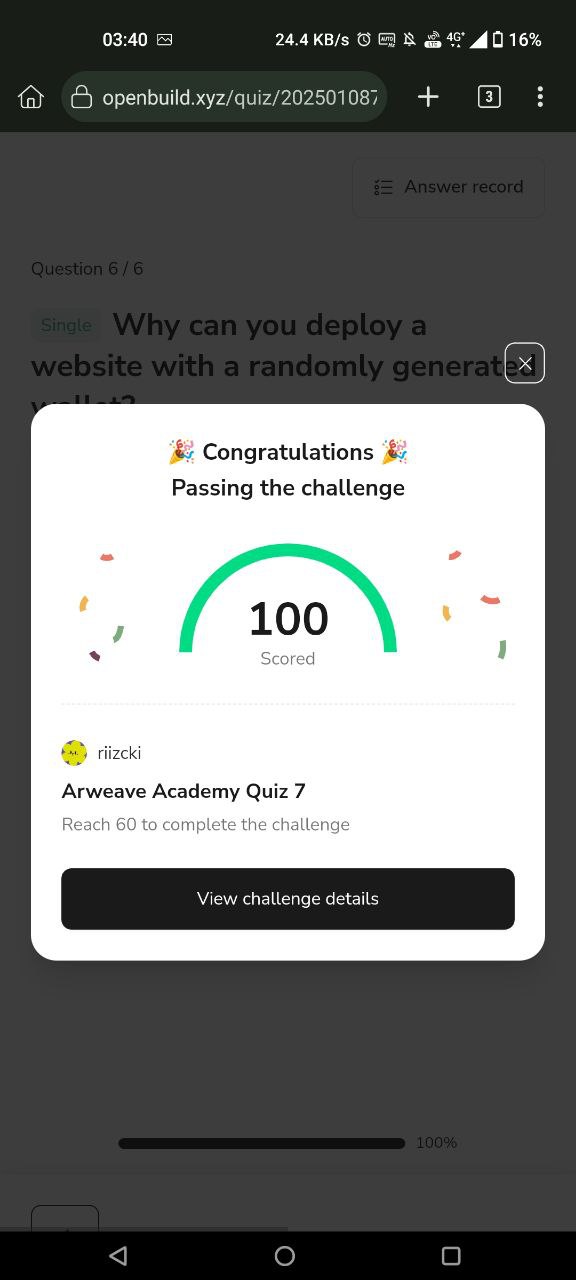 03:40 24.4 KB/s 4G+ 16%
openbuild.xyz/quiz/20250108
3
Answer record
Question 6 / 6
Single Why can you deploy a
website with a randomly generated
wallet?
🎉 Congratulations 🎉
Passing the challenge
100
Scored
riizcki
Arweave Academy Quiz 7
Reach 60 to complete the challenge
View challenge details
100%